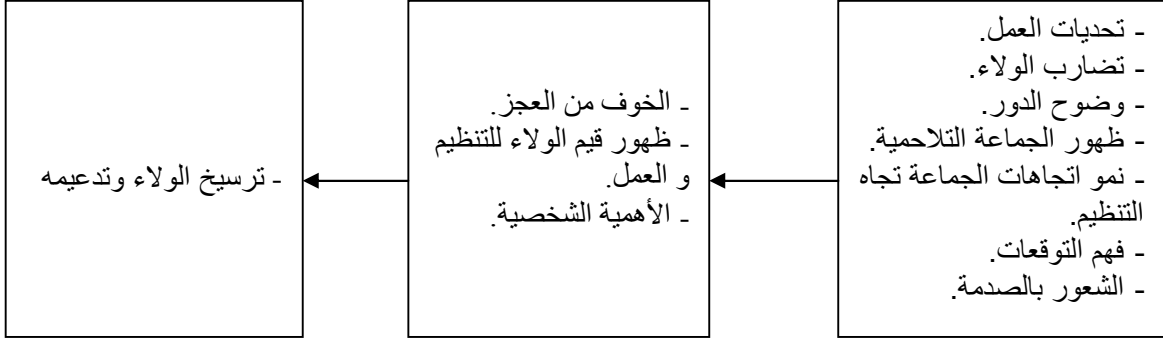 - تحديات العمل.
- تضارب الولاء.
- وضوح الدور.
- ظهور الجماعة التلاحمية.
- نمو اتجاهات الجماعة تجاه
التنظيم.
- فهم التوقعات.
- الشعور بالصدمة.
- الخوف من العجز.
- ظهور قيم الولاء للتنظيم
و العمل.
- الأهمية الشخصية.
- ترسيخ الولاء وتدعيمه